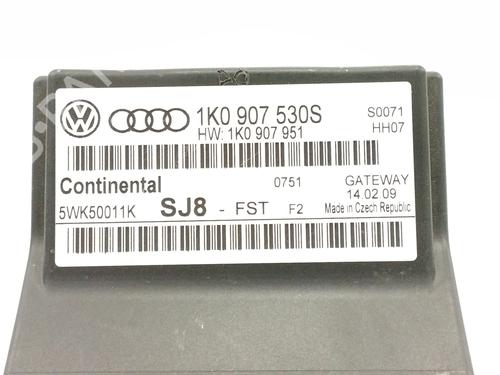 1K0 907 530S
S0071
HW: 1K0 907 951
HH07
Continental
0751
GATEWAY
14.02.09
5WK50011K
SJ8 - FST
F2
Made in Czech Republic